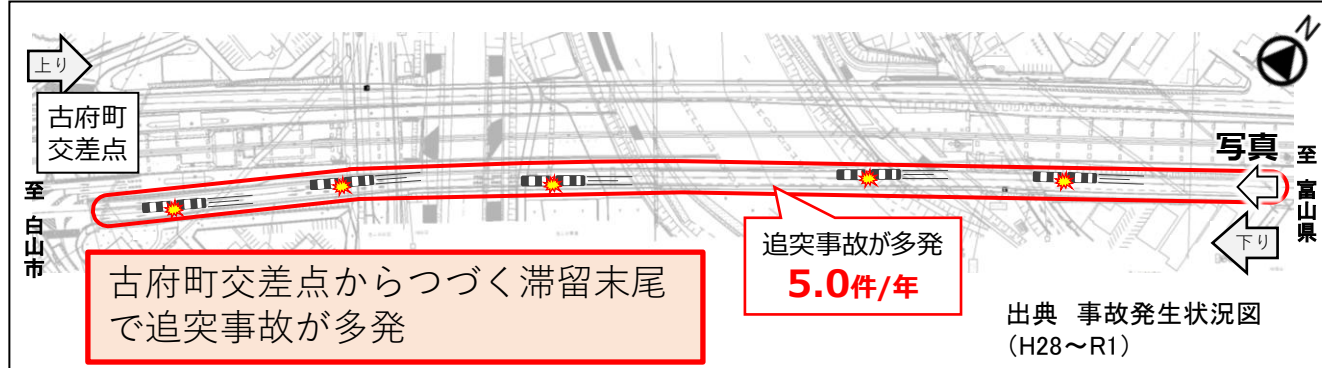 N
上り
古府町
交差点
至 白山市
写真
至 富山県
下り
追突事故が多発
5.0件/年
古府町交差点からつづく滞留末尾
で追突事故が多発
出典 事故発生状況図
(H28～R1)